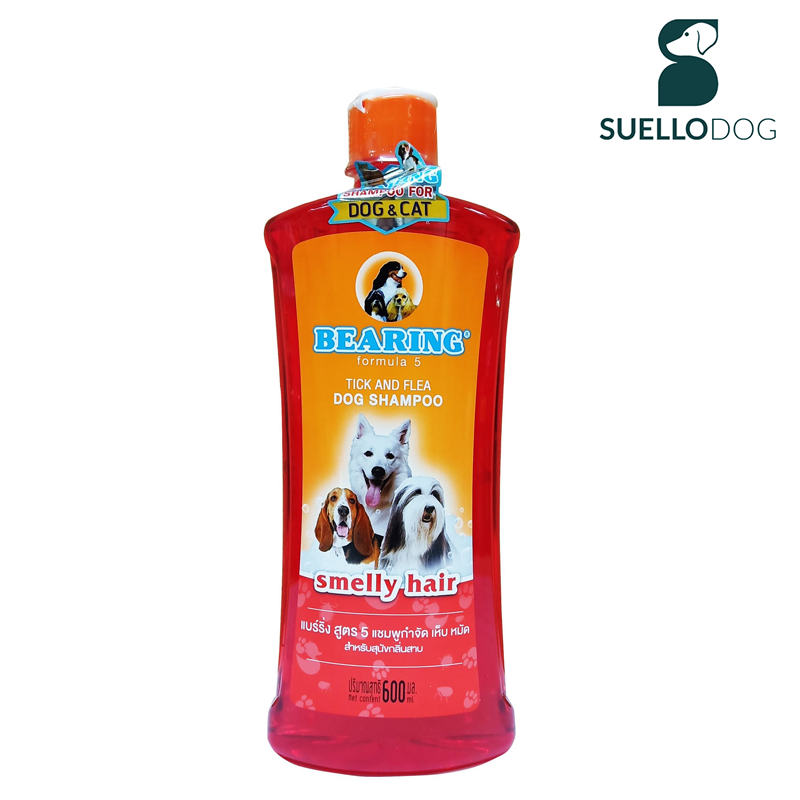 SUELLODOG
SHAMPOO FOR
DOG & CAT
BEARING®
formula 5
TICK AND FLEA
DOG SHAMPOO
smelly hair
แบร์ริ่ง สูตร 5 แชมพูกำจัด เห็บ หมัด
สำหรับสุนัขกลิ่นสาบ
ปริมาณสุทธิ 600 มล.
Net content ml